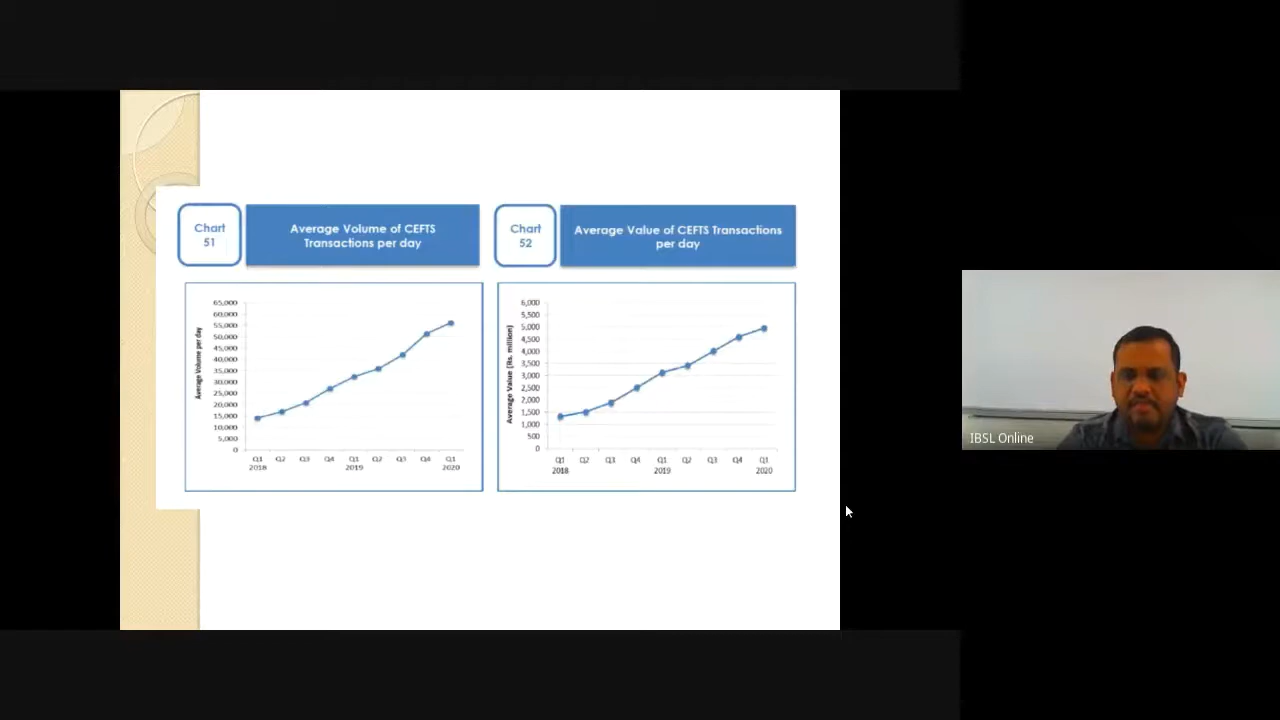 Chart
51
Average Volume of CEFTS
Transactions per day
Chart
52
Average Value of CEFTS Transactions
per day
Average Volume per day
65,000
60,000
55,000
50,000
45,000
40,000
35,000
30,000
25,000
20,000
15,000
10,000
5,000
0
Q1 Q2 Q3 Q4 Q1 Q2 Q3 Q4 Q1
2018 2019 2020
Average Value (Rs. million)
6,000
5,500
5,000
4,500
4,000
3,500
3,000
2,500
2,000
1,500
1,000
500
0
Q1 Q2 Q3 Q4 Q1 Q2 Q3 Q4 Q1
2018 2019 2020
IBSL Online